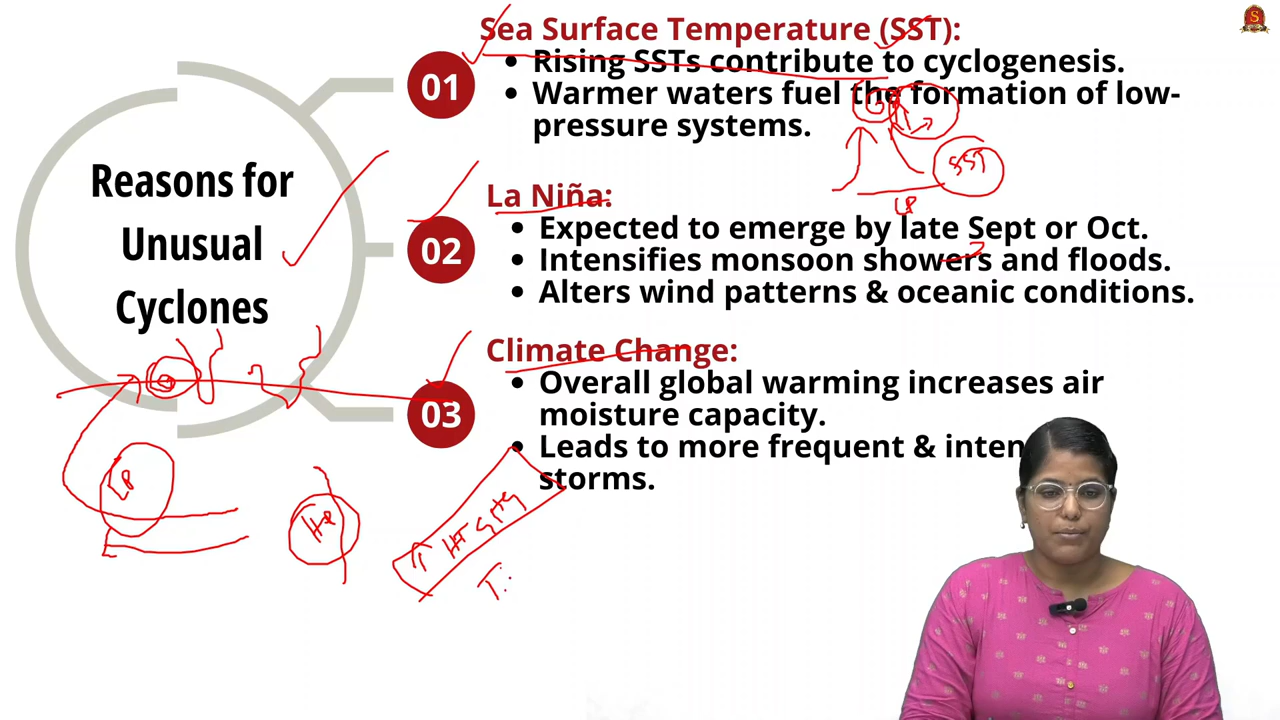 Sea Surface Temperature (SST):
01
Rising SSTs contribute to cyclogenesis.
Warmer waters fuel the formation of low-
pressure systems.
SST
LP
Reasons for
Unusual
Cyclones
La Niña:
02
Expected to emerge by late Sept or Oct.
Intensifies monsoon showers and floods.
Alters wind patterns & oceanic conditions.
Climate Change:
03
Overall global warming increases air
moisture capacity.
Leads to more frequent &
storms.
LP
HP